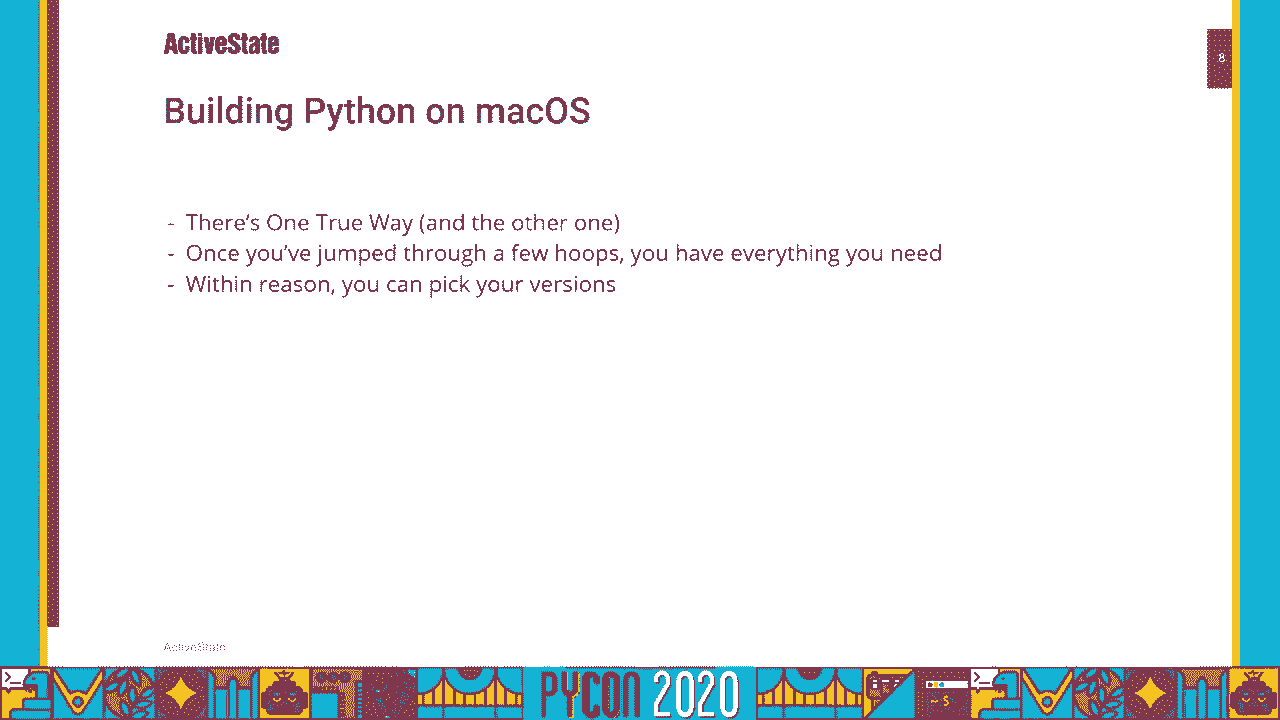 ActiveState
8
Building Python on macOS
- There's One True Way (and the other one)
- Once you've jumped through a few hoops, you have everything you need
- Within reason, you can pick your versions
ActiveState
PYCON 2020
>_
~ $
>_